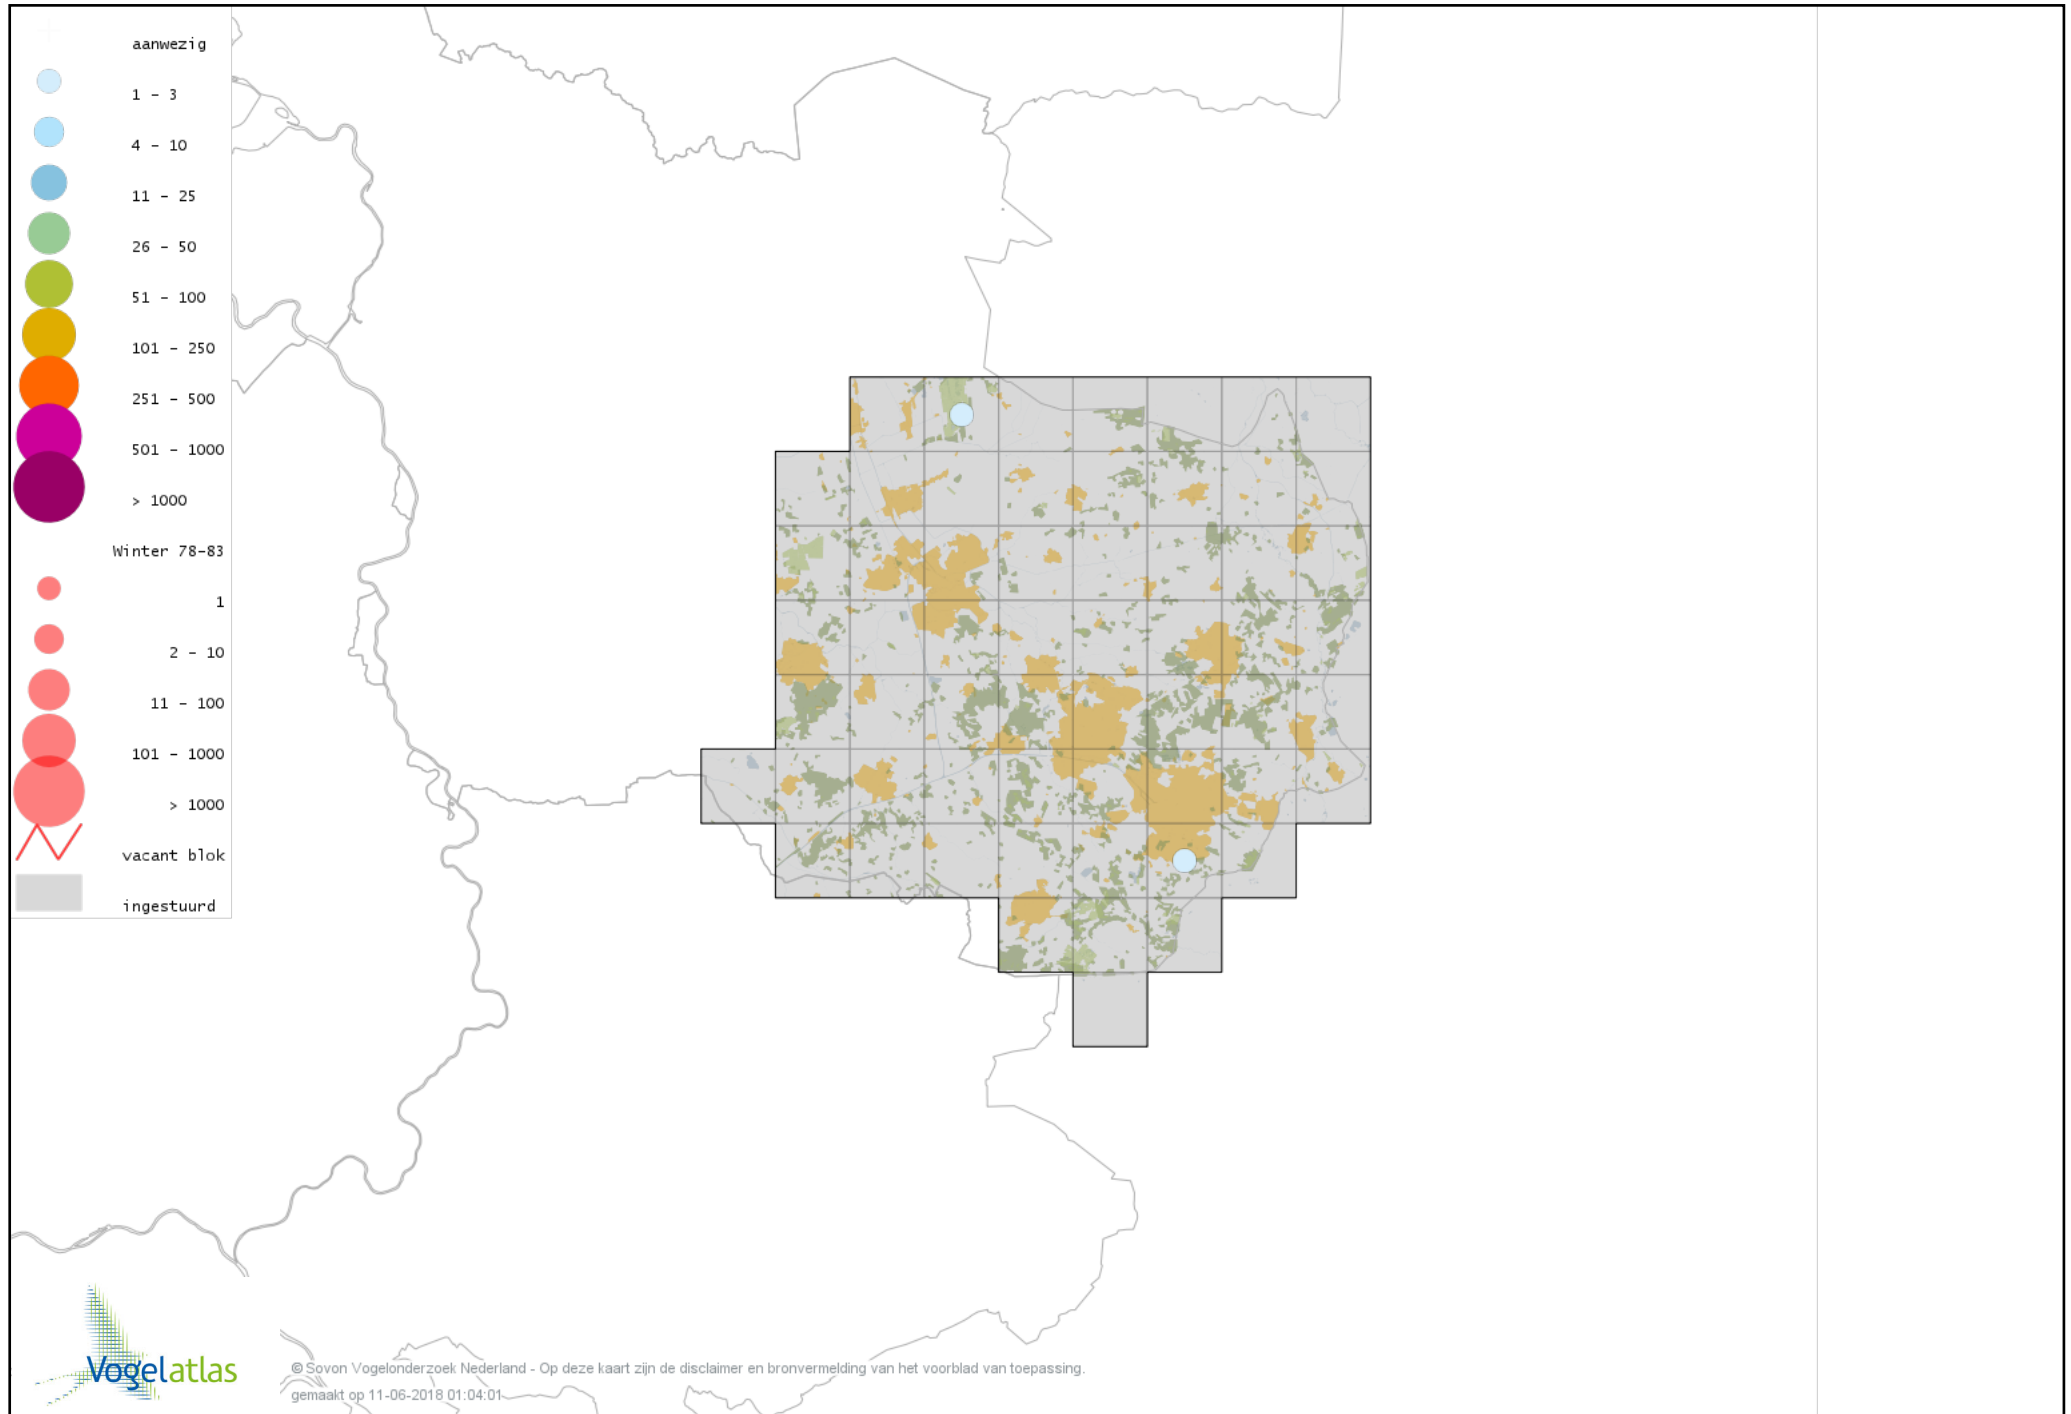 aanwezig
1 - 3
4 - 10
11 - 25
26 - 50
51 - 100
101 - 250
251 - 500
501 - 1000
> 1000
Winter 78-83
1
2 - 10
11 - 100
101 - 1000
> 1000
vacant blok
ingestuurd
Vogelatlas
© Sovon Vogelonderzoek Nederland - Op deze kaart zijn de disclaimer en bronvermelding van het voorblad van toepassing.
gemaakt op 11-06-2018 01:04:01